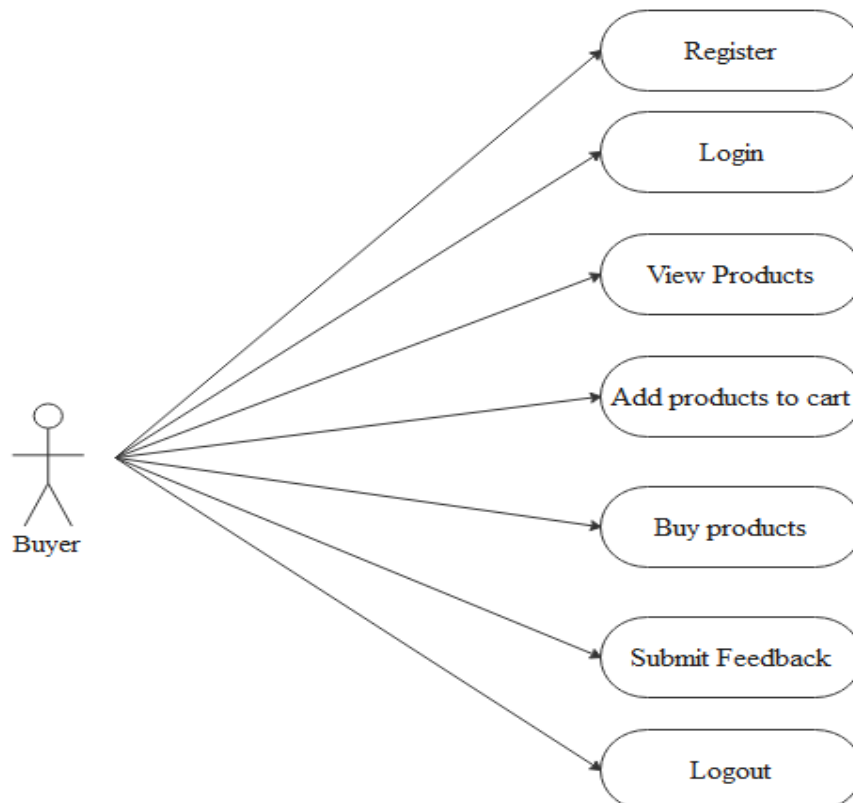 Register
Login
View Products
Add products to cart
Buyer
Buy products
Submit Feedback
Logout